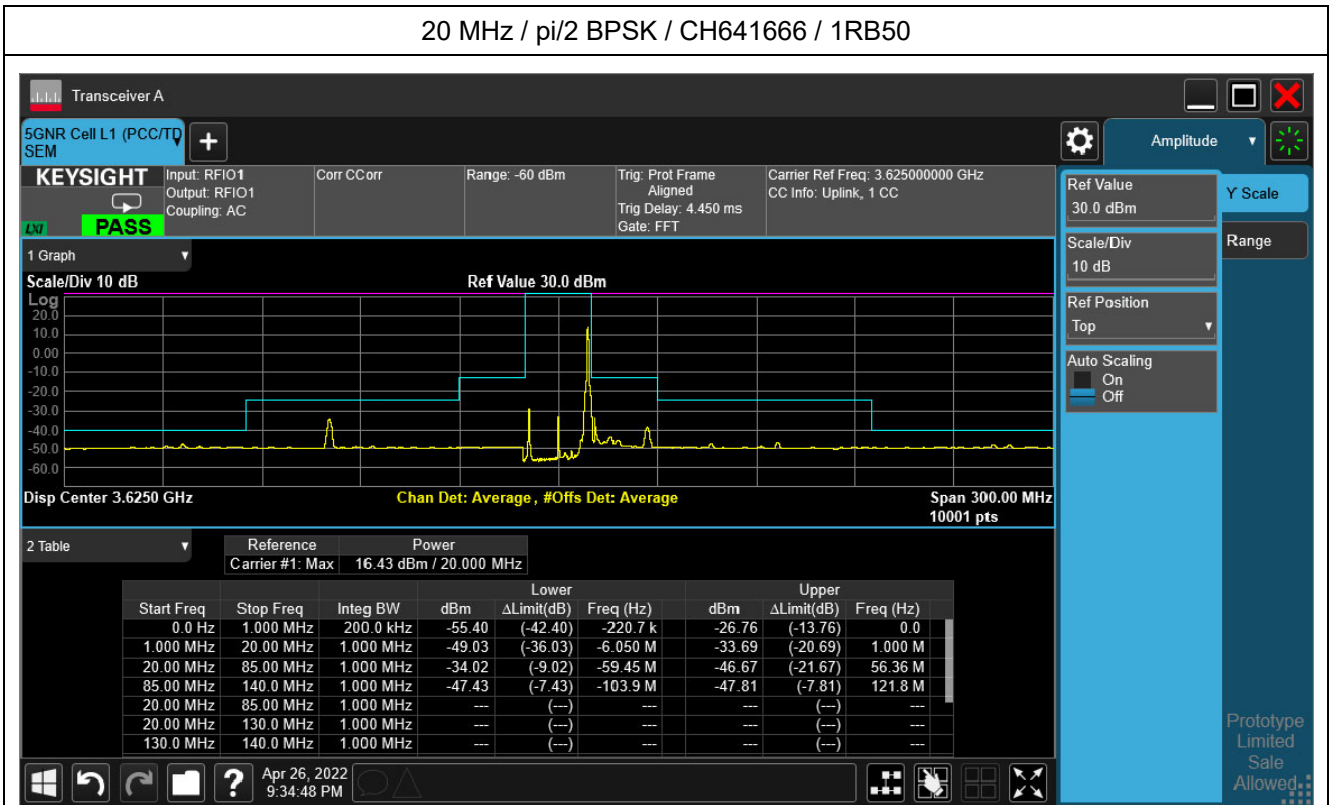 20 MHz / pi/2 BPSK / CH641666 / 1RB50
Transceiver A
5GNR Cell L1 (PCC/TD
SEM
+
Amplitude
KEYSIGHT
LXI
PASS
Input: RFIO1
Output: RFIO1
Coupling: AC
Corr CCorr
Range: -60 dBm
Trig: Prot Frame
Aligned
Trig Delay: 4.450 ms
Gate: FFT
Carrier Ref Freq: 3.625000000 GHz
CC Info: Uplink, 1 CC
Ref Value
30.0 dBm
Y Scale
Scale/Div
10 dB
Range
Ref Position
Top
Auto Scaling
On
Off
1 Graph
Scale/Div 10 dB
Ref Value 30.0 dBm
Log
20.0
10.0
0.00
-10.0
-20.0
-30.0
-40.0
-50.0
-60.0
Disp Center 3.6250 GHz
Chan Det: Average , #Offs Det: Average
Span 300.00 MHz
10001 pts
2 Table
Reference Power
Carrier #1: Max 16.43 dBm / 20.000 MHz
Lower Upper
Start Freq Stop Freq Integ BW dBm ΔLimit(dB) Freq (Hz) dBm ΔLimit(dB) Freq (Hz)
0.0 Hz 1.000 MHz 200.0 kHz -55.40 (-42.40) -220.7 k -26.76 (-13.76) 0.0
1.000 MHz 20.00 MHz 1.000 MHz -49.03 (-36.03) -6.050 M -33.69 (-20.69) 1.000 M
20.00 MHz 85.00 MHz 1.000 MHz -34.02 (-9.02) -59.45 M -46.67 (-21.67) 56.36 M
85.00 MHz 140.0 MHz 1.000 MHz -47.43 (-7.43) -103.9 M -47.81 (-7.81) 121.8 M
20.00 MHz 85.00 MHz 1.000 MHz --- (---) --- --- (---) ---
20.00 MHz 130.0 MHz 1.000 MHz --- (---) --- --- (---) ---
130.0 MHz 140.0 MHz 1.000 MHz --- (---) --- --- (---) ---
Prototype
Limited
Sale
Allowed
?
Apr 26, 2022
9:34:48 PM